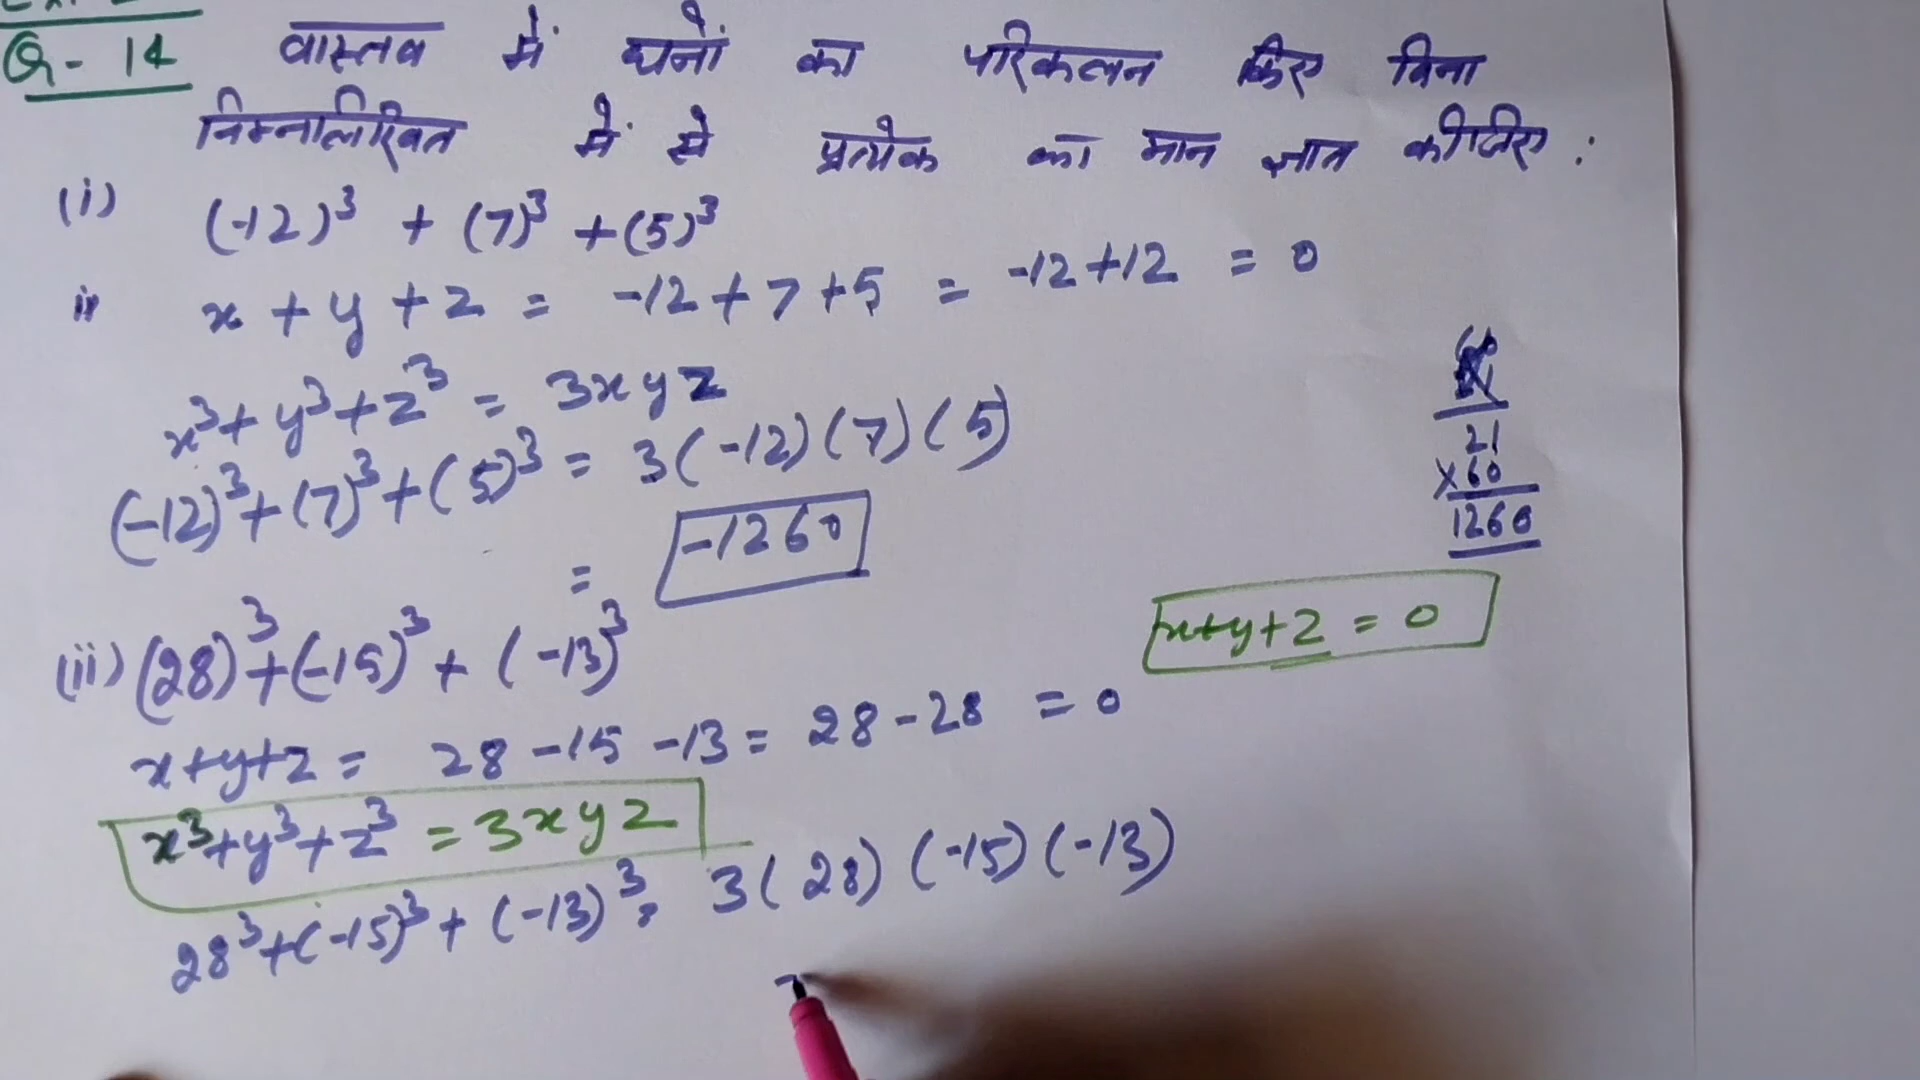 Q-14 वास्तव में घनों का परिकलन किए बिना
निम्नलिखित में से प्रत्येक का मान ज्ञात कीजिए :
(i) (-12)³ + (7)³ + (5)³
x + y + z = -12 + 7 + 5 = -12 + 12 = 0
x³ + y³ + z³ = 3xyz
(-12)³ + (7)³ + (5)³ = 3(-12)(7)(5)
= -1260
21
×60
1260
x+y+z = 0
(ii) (28)³ + (-15)³ + (-13)³
x+y+z = 28 -15 -13 = 28 - 28 = 0
x³+y³+z³ = 3xyz
28³ + (-15)³ + (-13)³ = 3(28)(-15)(-13)